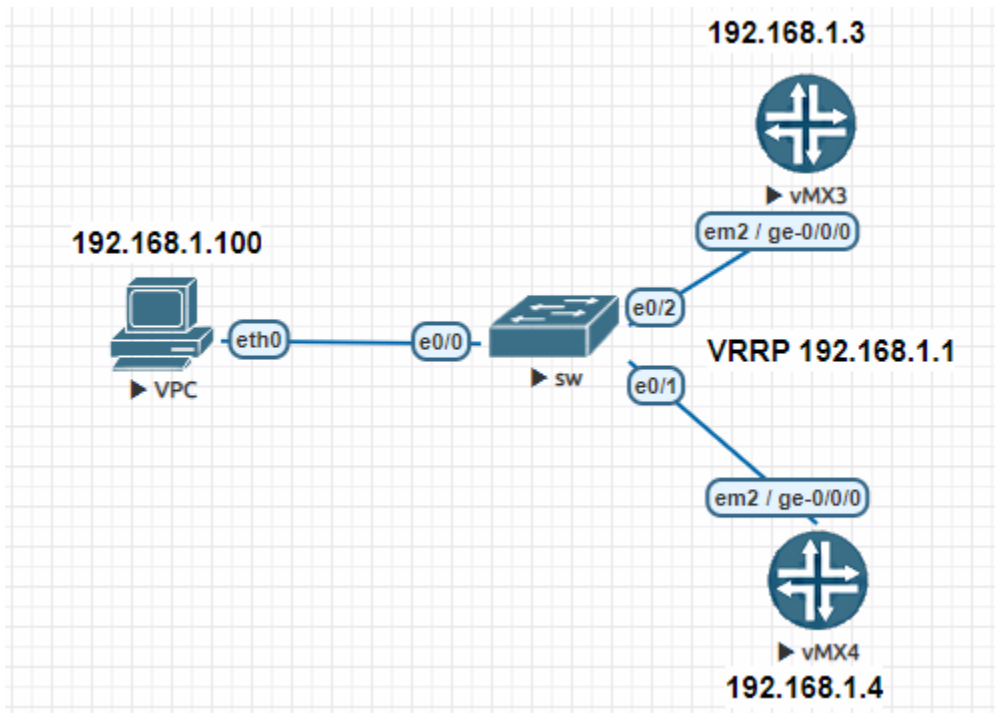 192.168.1.3
vMX3
em2 / ge-0/0/0
192.168.1.100
eth0
e0/0
e0/2
VPC
sw
VRRP 192.168.1.1
e0/1
em2 / ge-0/0/0
vMX4
192.168.1.4